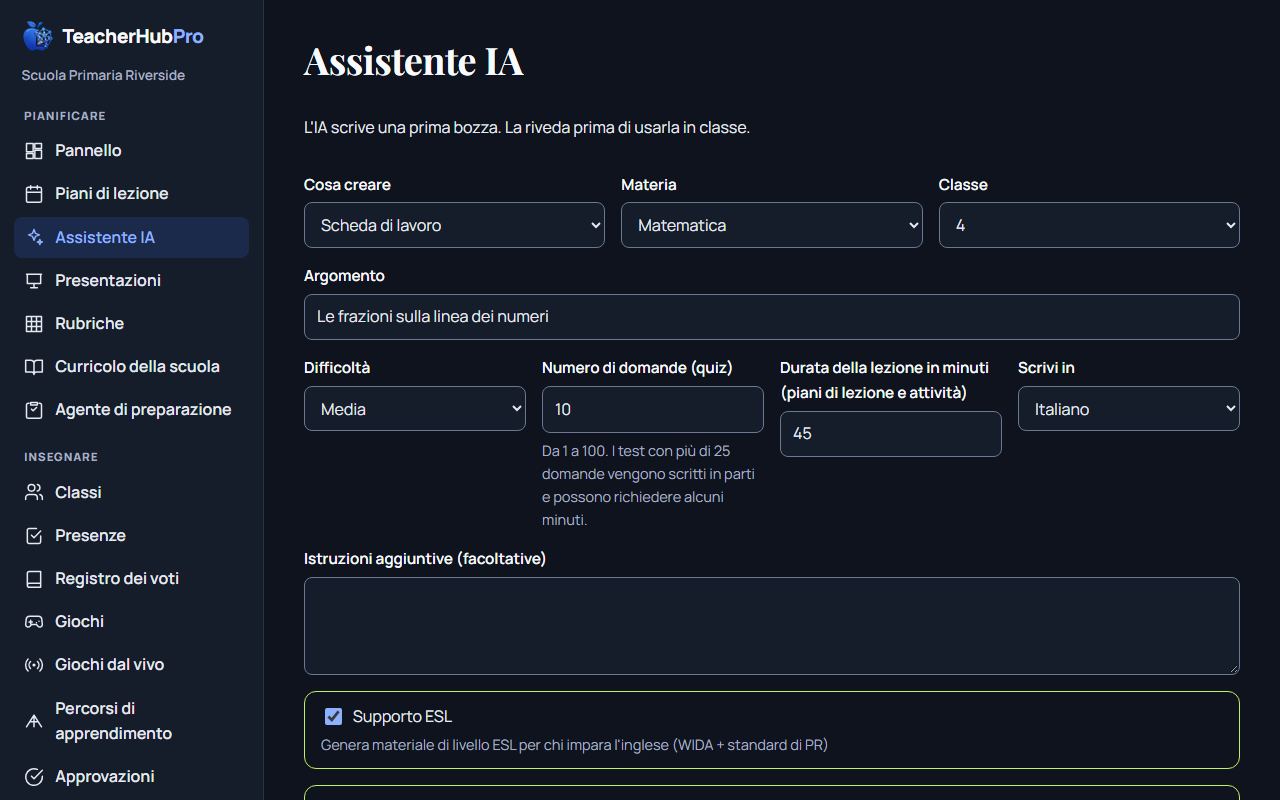 TeacherHubPro
Scuola Primaria Riverside
PIANIFICARE
Pannello
Piani di lezione
Assistente IA
Presentazioni
Rubriche
Curricolo della scuola
Agente di preparazione
INSEGNARE
Classi
Presenze
Registro dei voti
Giochi
Giochi dal vivo
Percorsi di
apprendimento
Approvazioni
Assistente IA
L'IA scrive una prima bozza. La riveda prima di usarla in classe.
Cosa creare
Scheda di lavoro
Materia
Matematica
Classe
4
Argomento
Le frazioni sulla linea dei numeri
Difficoltà
Media
Numero di domande (quiz)
10
Da 1 a 100. I test con più di 25
domande vengono scritti in parti
e possono richiedere alcuni
minuti.
Durata della lezione in minuti
(piani di lezione e attività)
45
Scrivi in
Italiano
Istruzioni aggiuntive (facoltative)
Supporto ESL
Genera materiale di livello ESL per chi impara l'inglese (WIDA + standard di PR)